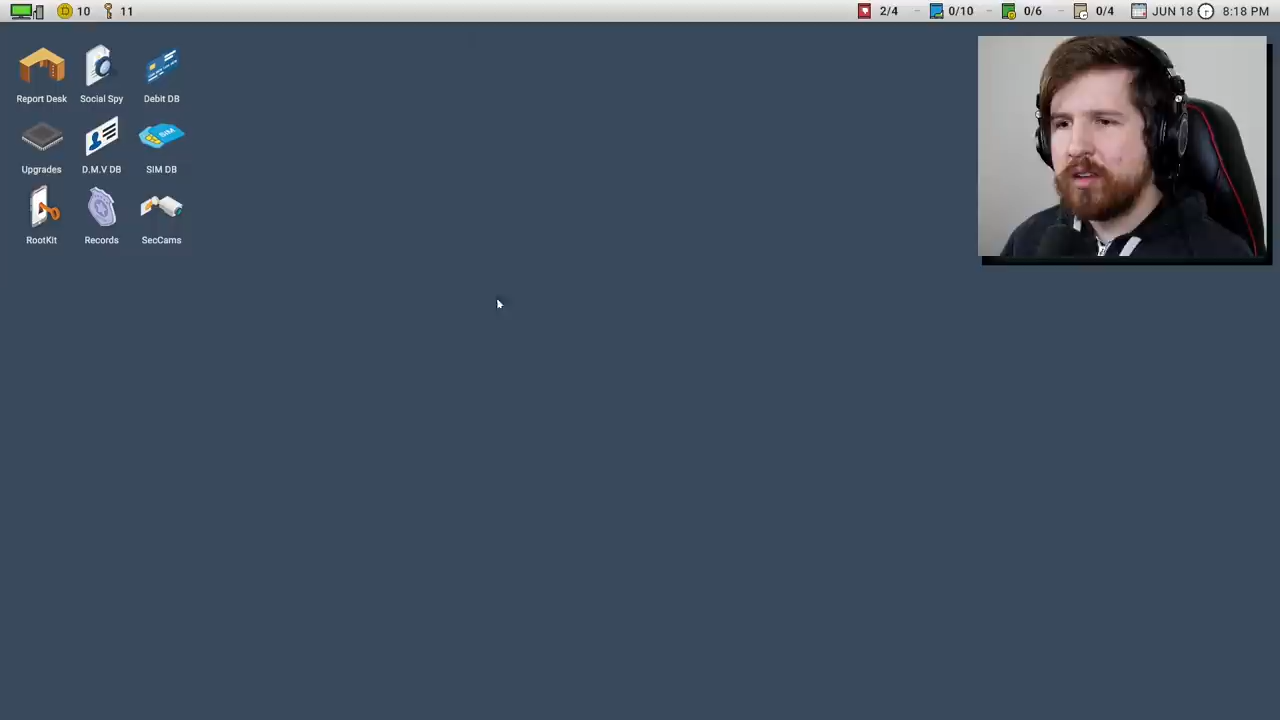 10 11 2/4 - 0/10 - 0/6 - 0/4 JUN 18 8:18 PM
Report Desk Social Spy Debit DB
SIM
Upgrades D.M.V DB SIM DB
RootKit Records SecCams